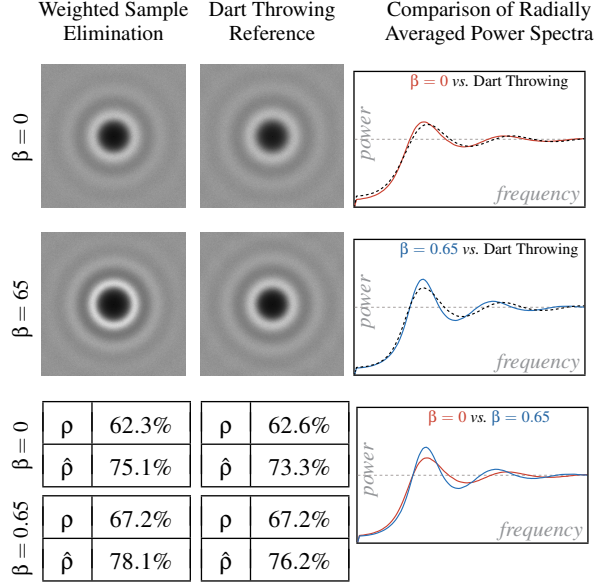 Weighted Sample
Elimination
Dart Throwing
Reference
Comparison of Radially
Averaged Power Spectra
β = 0
β = 0 vs. Dart Throwing
power
frequency
β = 65
β = 0.65 vs. Dart Throwing
power
frequency
β = 0
ρ 62.3%
ρ̂ 75.1%
ρ 62.6%
ρ̂ 73.3%
β = 0.65
ρ 67.2%
ρ̂ 78.1%
ρ 67.2%
ρ̂ 76.2%
β = 0 vs. β = 0.65
power
frequency